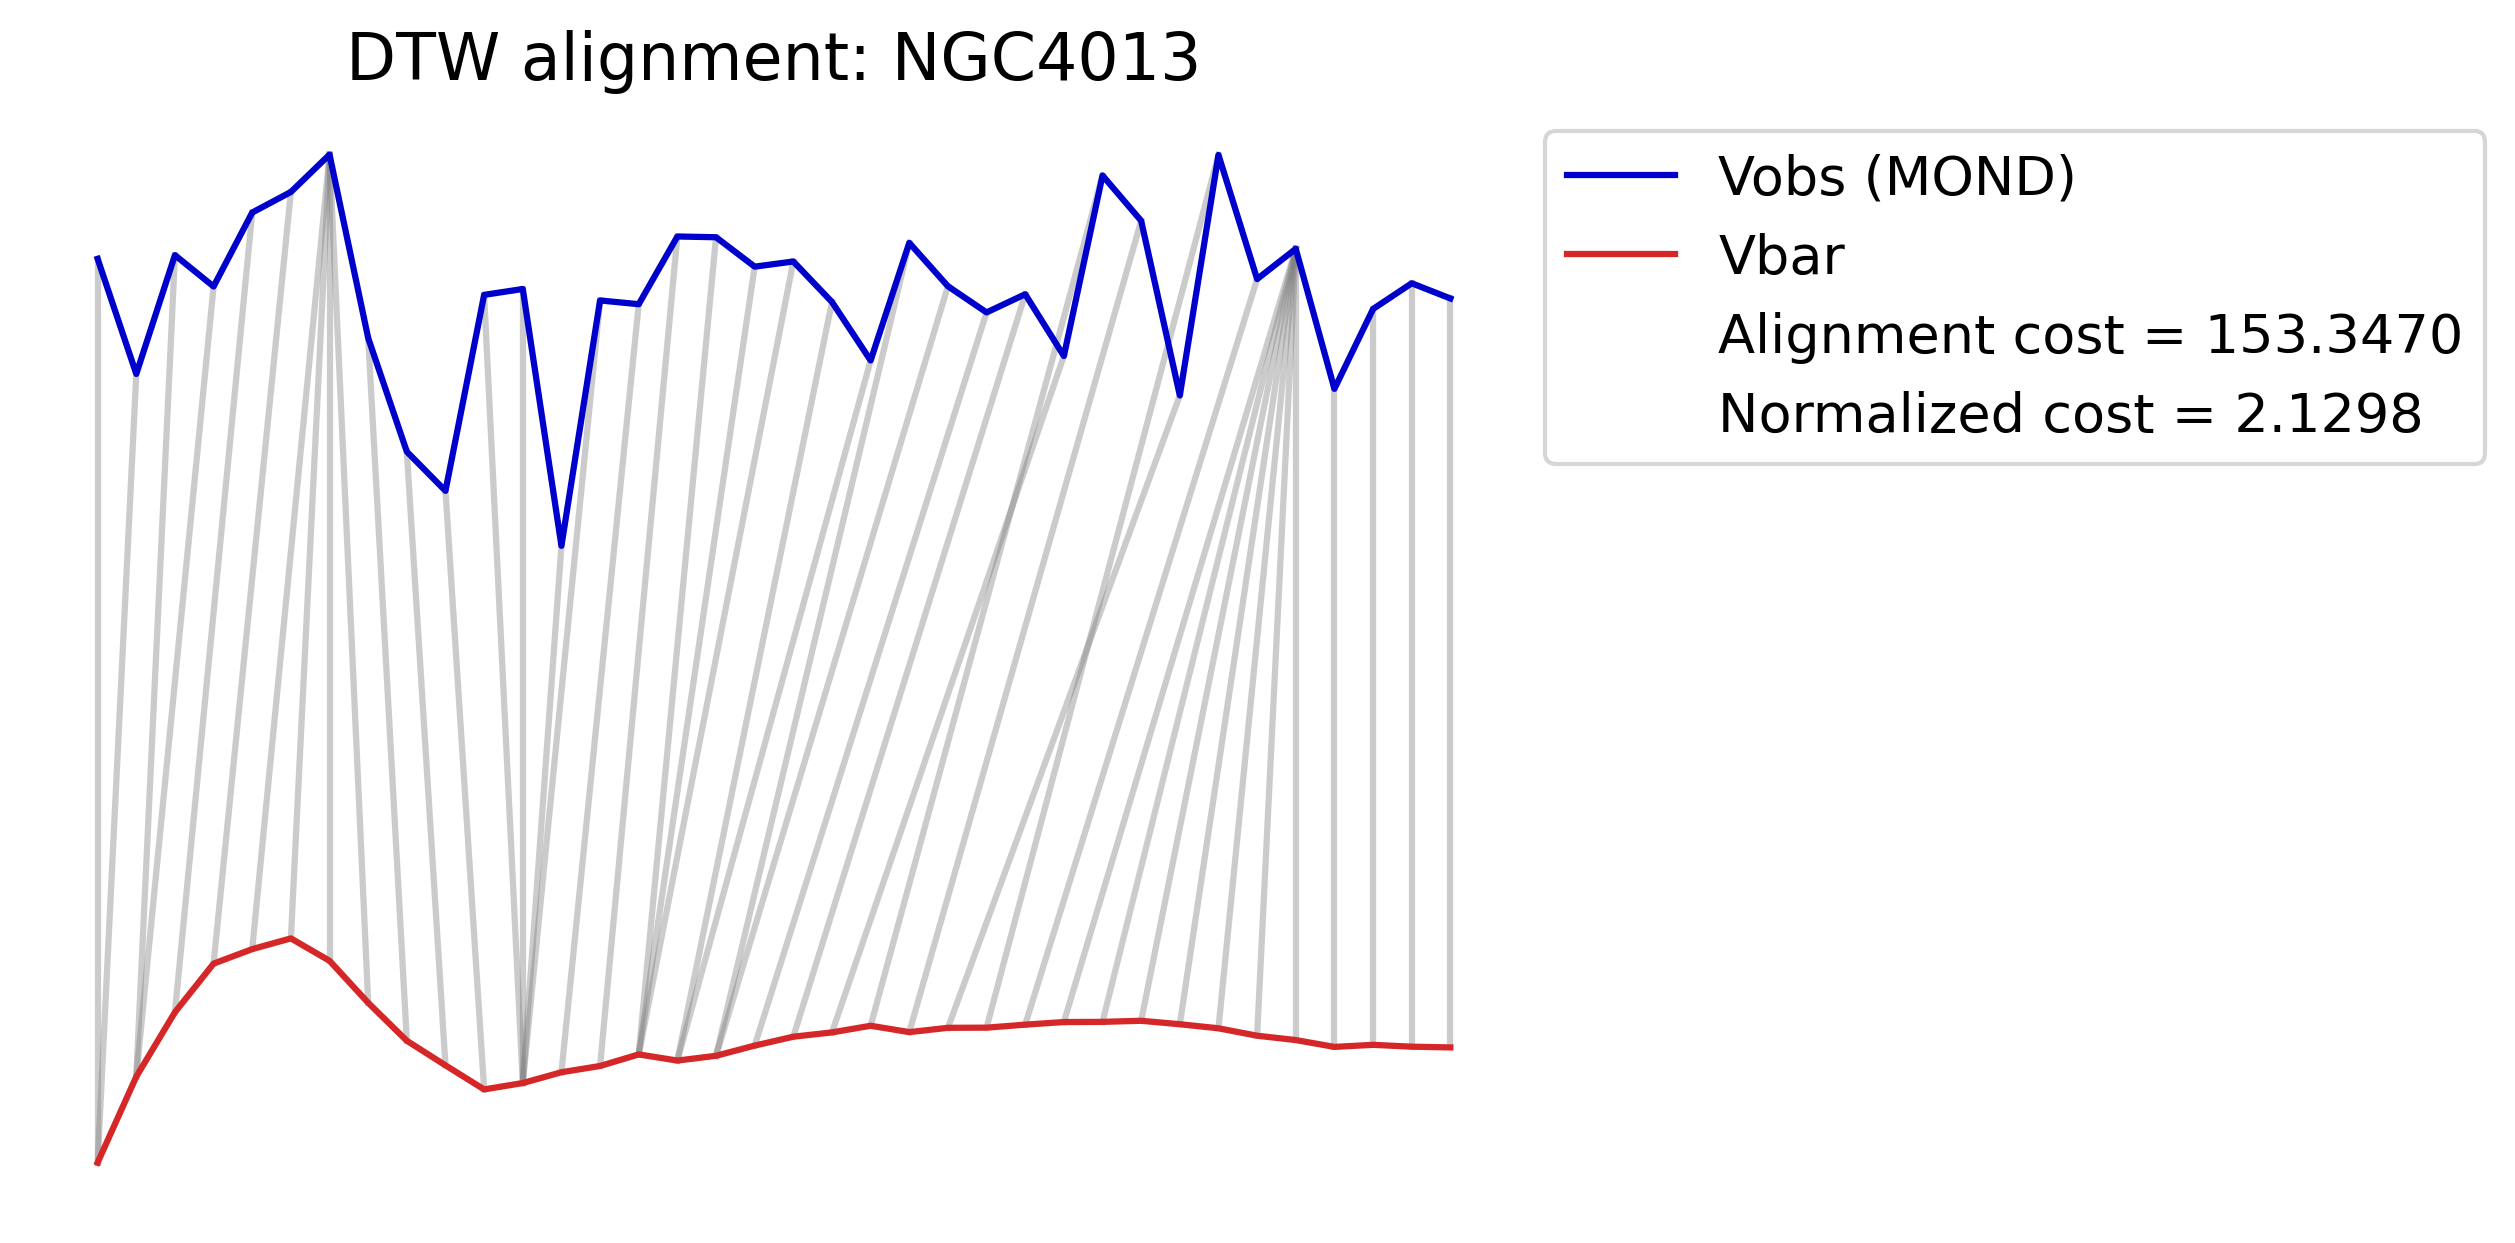 DTW alignment: NGC4013
Vobs (MOND)
Vbar
Alignment cost = 153.3470
Normalized cost = 2.1298